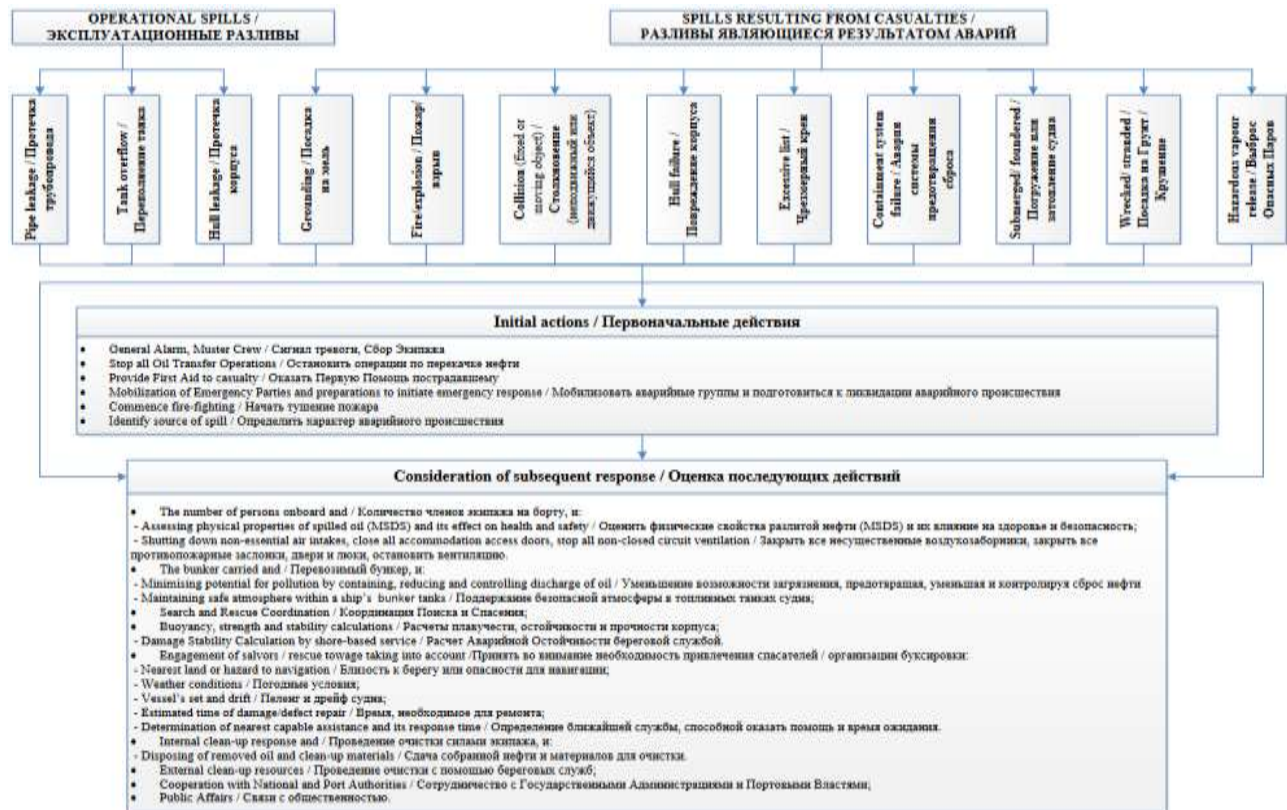 OPERATIONAL SPILLS /
ЭКСПЛУАТАЦИОННЫЕ РАЗЛИВЫ
SPILLS RESULTING FROM CASUALTIES /
РАЗЛИВЫ ЯВЛЯЮЩИЕСЯ РЕЗУЛЬТАТОМ АВАРИЙ
Pipe leakage / Протечка
трубопровода
Tank overflow /
Переполнение танка
Hull leakage / Протечка
корпуса
Grounding / Посадка
на мель
Fire/explosion / Пожар/
взрыв
Collision (fixed or
moving object) /
Столкновение
(неподвижный или
движущийся объект)
Hull failure /
Повреждение корпуса
Excessive list /
Чрезмерный крен
Containment system
failure / Авария
системы
предотвращения
сброса
Submerged/ foundered /
Погружение или
затопление судна
Wrecked/ stranded /
Посадка на Грунт /
Крушение
Hazardous vapour
release / Выброс
Опасных Паров
Initial actions / Первоначальные действия
• General Alarm, Muster Crew / Сигнал тревоги, Сбор Экипажа
• Stop all Oil Transfer Operations / Остановить операции по перекачке нефти
• Provide First Aid to casualty / Оказать Первую Помощь пострадавшему
• Mobilization of Emergency Parties and preparations to initiate emergency response / Мобилизовать аварийные группы и подготовиться к ликвидации аварийного происшествия
• Commence fire-fighting / Начать тушение пожара
• Identify source of spill / Определить характер аварийного происшествия
Consideration of subsequent response / Оценка последующих действий
• The number of persons onboard and / Количество членов экипажа на борту, и:
- Assessing physical properties of spilled oil (MSDS) and its effect on health and safety / Оценить физические свойства разлитой нефти (MSDS) и их влияние на здоровье и безопасность;
- Shutting down non-essential air intakes, close all accommodation access doors, stop all non-closed circuit ventilation / Закрыть все несущественные воздухозаборники, закрыть все
противопожарные заслонки, двери и люки, остановить вентиляцию.
• The bunker carried and / Перевозимый бункер, и:
- Minimising potential for pollution by containing, reducing and controlling discharge of oil / Уменьшение возможности загрязнения, предотвращая, уменьшая и контролируя сброс нефти
- Maintaining safe atmosphere within a ship's bunker tanks / Поддержание безопасной атмосферы в топливных танках судна;
• Search and Rescue Coordination / Координация Поиска и Спасения;
• Buoyancy, strength and stability calculations / Расчеты плавучести, остойчивости и прочности корпуса;
- Damage Stability Calculation by shore-based service / Расчет Аварийной Остойчивости береговой службой.
• Engagement of salvors / rescue towage taking into account /Принять во внимание необходимость привлечения спасателей / организации буксировки:
- Nearest land or hazard to navigation / Близость к берегу или опасности для навигации;
- Weather conditions / Погодные условия;
- Vessel's set and drift / Пеленг и дрейф судна;
- Estimated time of damage/defect repair / Время, необходимое для ремонта;
- Determination of nearest capable assistance and its response time / Определение ближайшей службы, способной оказать помощь и время ожидания.
• Internal clean-up response and / Проведение очистки силами экипажа, и:
- Disposing of removed oil and clean-up materials / Сдача собранной нефти и материалов для очистки.
• External clean-up resources / Проведение очистки с помощью береговых служб;
• Cooperation with National and Port Authorities / Сотрудничество с Государственными Администрациями и Портовыми Властями;
• Public Affairs / Связи с общественностью.